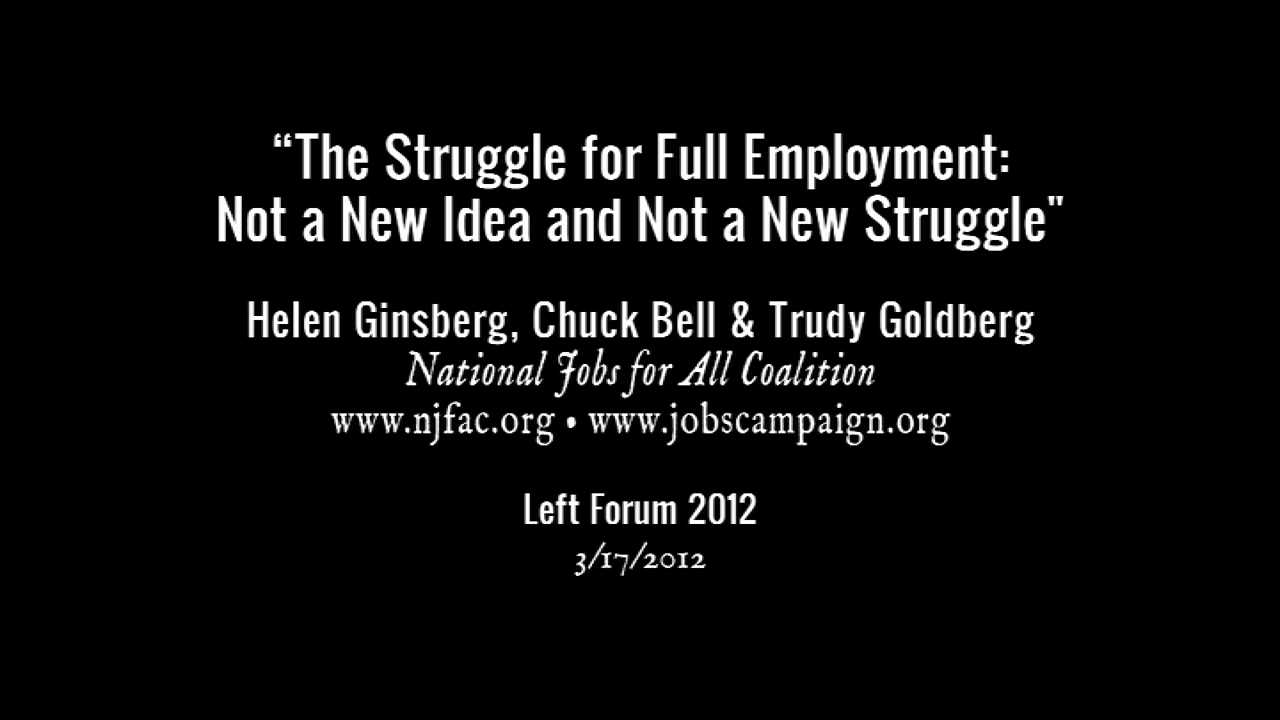 “The Struggle for Full Employment:
Not a New Idea and Not a New Struggle"
Helen Ginsberg, Chuck Bell & Trudy Goldberg
National Jobs for All Coalition
www.njfac.org • www.jobscampaign.org
Left Forum 2012
3/17/2012